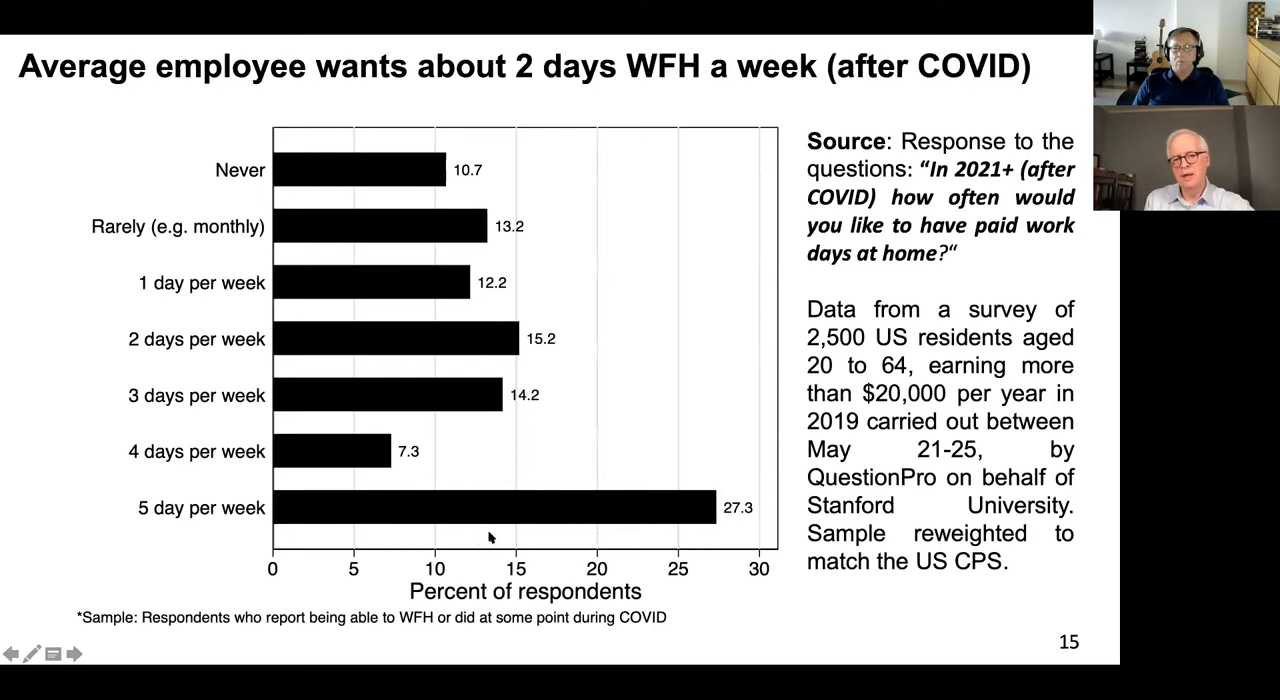 Average employee wants about 2 days WFH a week (after COVID)
Never
10.7
Rarely (e.g. monthly)
13.2
1 day per week
12.2
2 days per week
15.2
3 days per week
14.2
4 days per week
7.3
5 day per week
27.3
0 5 10 15 20 25 30
Percent of respondents
*Sample: Respondents who report being able to WFH or did at some point during COVID
Source: Response to the
questions: “In 2021+ (after
COVID) how often would
you like to have paid work
days at home?“
Data from a survey of
2,500 US residents aged
20 to 64, earning more
than $20,000 per year in
2019 carried out between
May 21-25, by
QuestionPro on behalf of
Stanford University.
Sample reweighted to
match the US CPS.
15